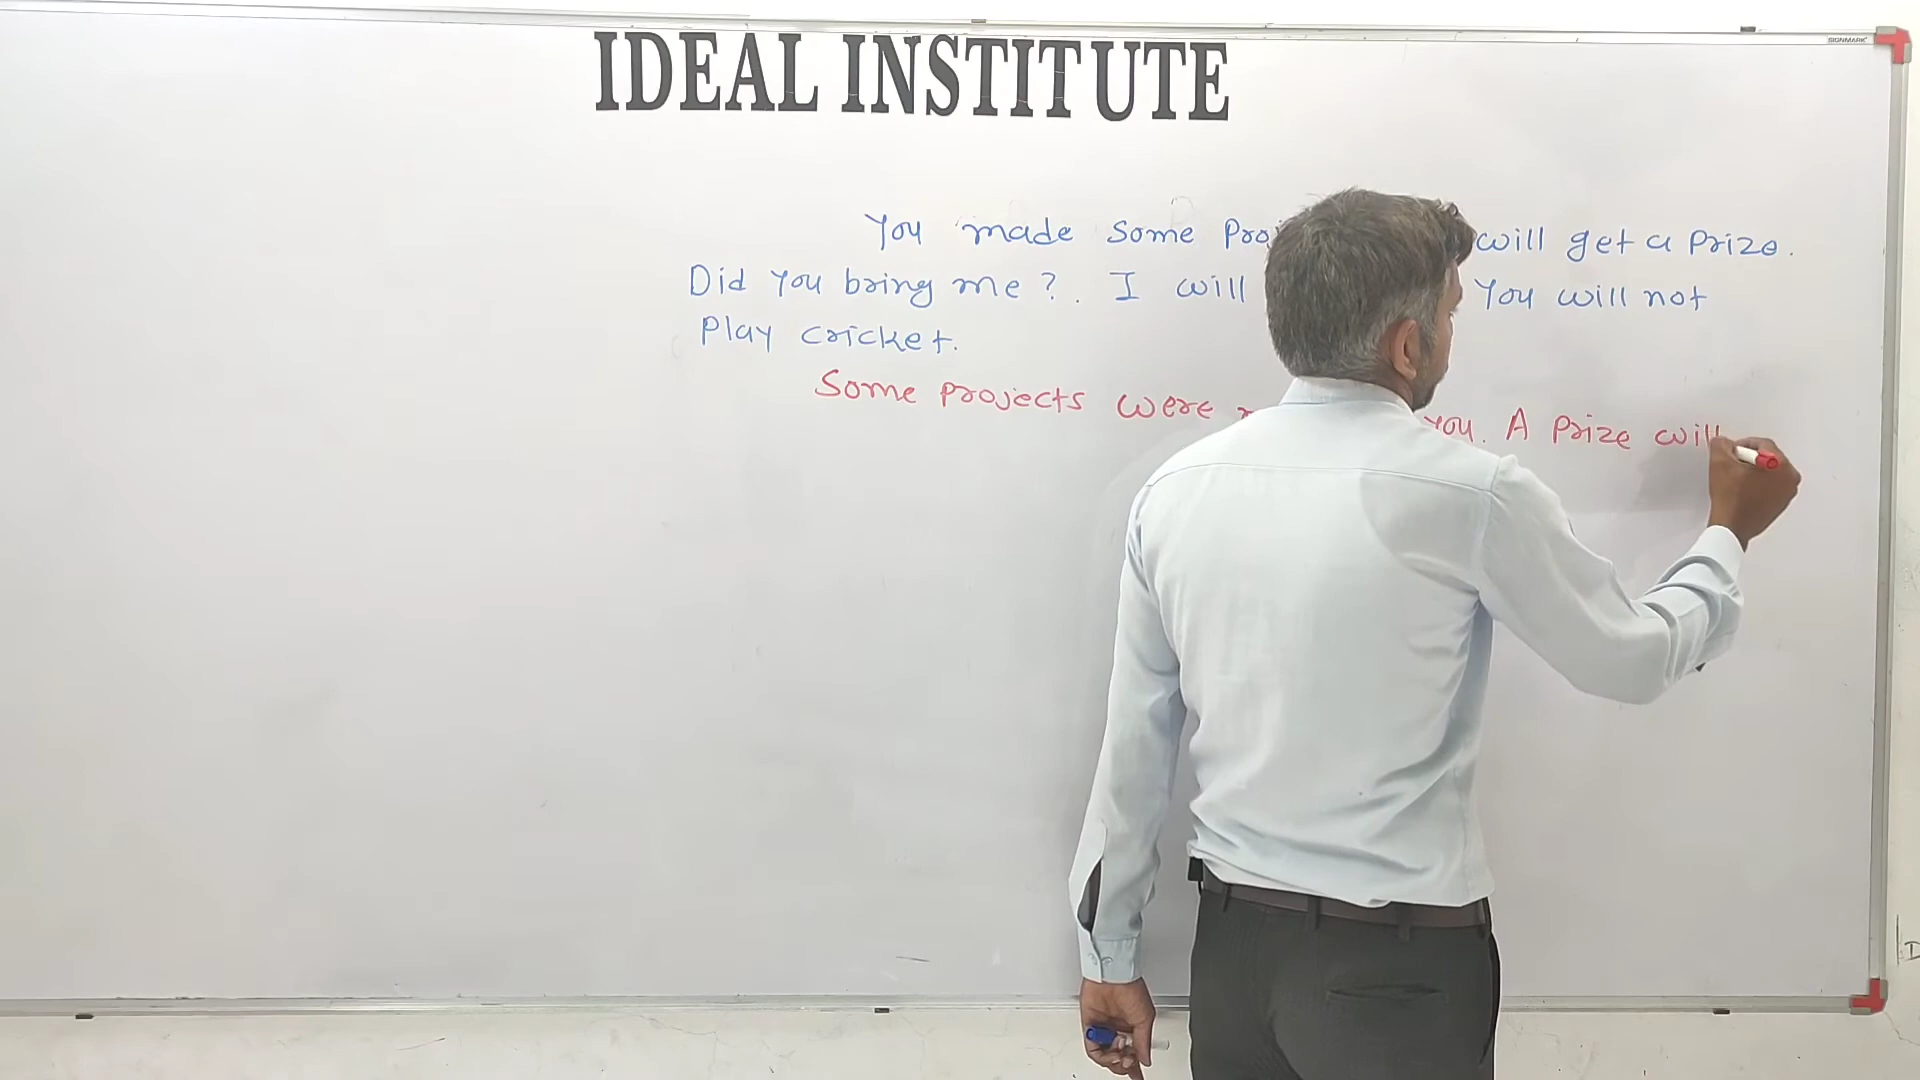 SIGNMARK
IDEAL INSTITUTE
You made some will get a prize.
Did you bring me ?. I will You will not
Play cricket.
Some projects were you. A prize will